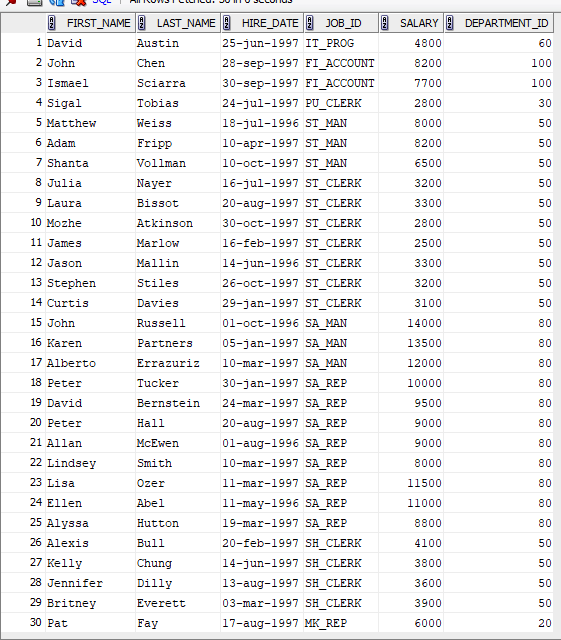 SQL | All Rows Fetched: 30 in 0 seconds
FIRST_NAME LAST_NAME HIRE_DATE JOB_ID SALARY DEPARTMENT_ID
1 David Austin 25-jun-1997 IT_PROG 4800 60
2 John Chen 28-sep-1997 FI_ACCOUNT 8200 100
3 Ismael Sciarra 30-sep-1997 FI_ACCOUNT 7700 100
4 Sigal Tobias 24-jul-1997 PU_CLERK 2800 30
5 Matthew Weiss 18-jul-1996 ST_MAN 8000 50
6 Adam Fripp 10-apr-1997 ST_MAN 8200 50
7 Shanta Vollman 10-oct-1997 ST_MAN 6500 50
8 Julia Nayer 16-jul-1997 ST_CLERK 3200 50
9 Laura Bissot 20-aug-1997 ST_CLERK 3300 50
10 Mozhe Atkinson 30-oct-1997 ST_CLERK 2800 50
11 James Marlow 16-feb-1997 ST_CLERK 2500 50
12 Jason Mallin 14-jun-1996 ST_CLERK 3300 50
13 Stephen Stiles 26-oct-1997 ST_CLERK 3200 50
14 Curtis Davies 29-jan-1997 ST_CLERK 3100 50
15 John Russell 01-oct-1996 SA_MAN 14000 80
16 Karen Partners 05-jan-1997 SA_MAN 13500 80
17 Alberto Errazuriz 10-mar-1997 SA_MAN 12000 80
18 Peter Tucker 30-jan-1997 SA_REP 10000 80
19 David Bernstein 24-mar-1997 SA_REP 9500 80
20 Peter Hall 20-aug-1997 SA_REP 9000 80
21 Allan McEwen 01-aug-1996 SA_REP 9000 80
22 Lindsey Smith 10-mar-1997 SA_REP 8000 80
23 Lisa Ozer 11-mar-1997 SA_REP 11500 80
24 Ellen Abel 11-may-1996 SA_REP 11000 80
25 Alyssa Hutton 19-mar-1997 SA_REP 8800 80
26 Alexis Bull 20-feb-1997 SH_CLERK 4100 50
27 Kelly Chung 14-jun-1997 SH_CLERK 3800 50
28 Jennifer Dilly 13-aug-1997 SH_CLERK 3600 50
29 Britney Everett 03-mar-1997 SH_CLERK 3900 50
30 Pat Fay 17-aug-1997 MK_REP 6000 20